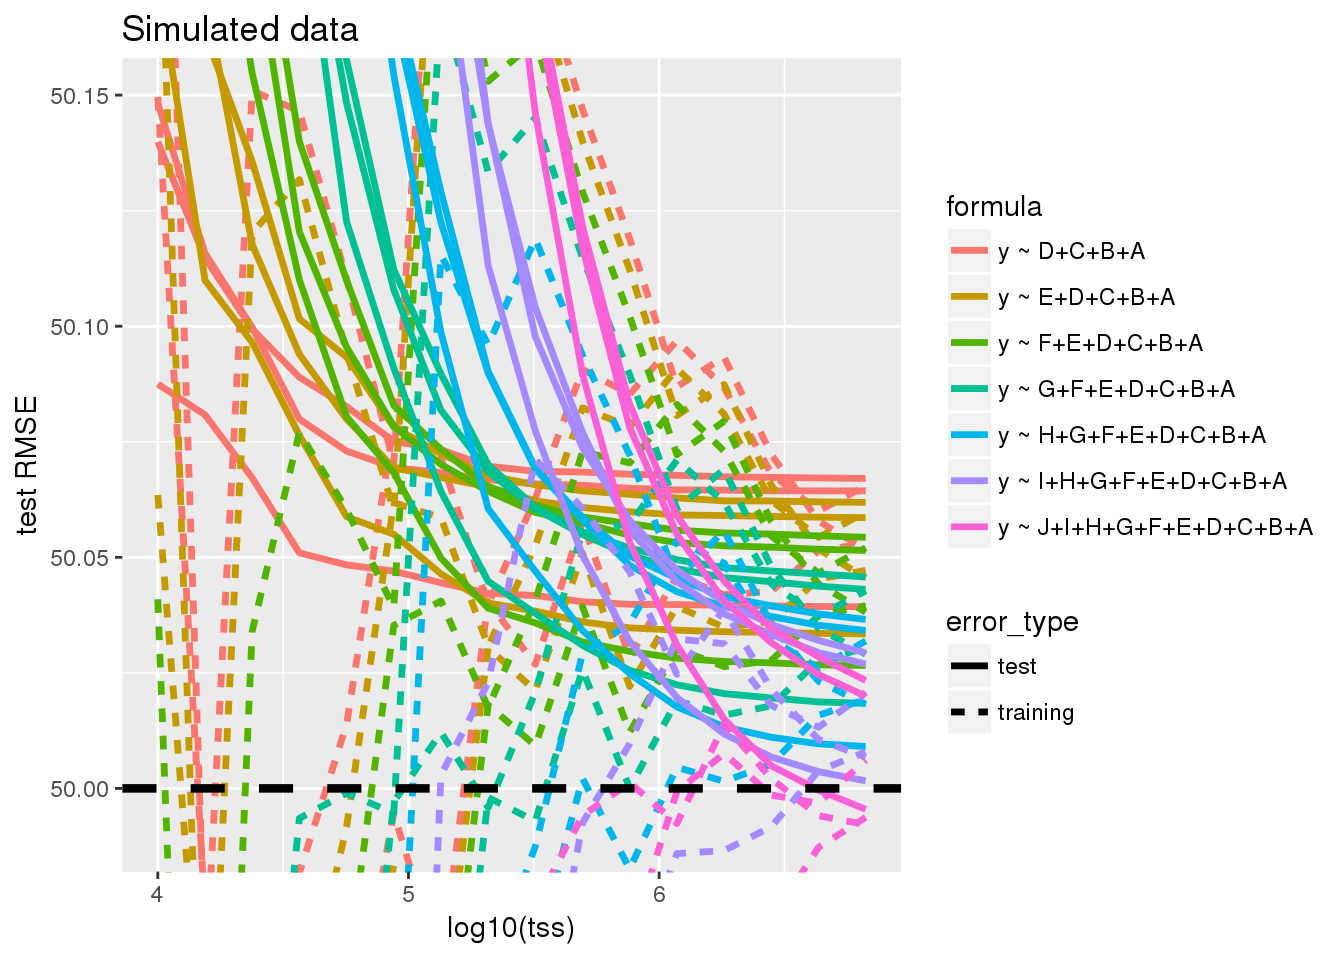 Simulated data
50.15
50.10
50.05
50.00
test RMSE
4
5
6
log10(tss)
formula
y ~ D+C+B+A
y ~ E+D+C+B+A
y ~ F+E+D+C+B+A
y ~ G+F+E+D+C+B+A
y ~ H+G+F+E+D+C+B+A
y ~ I+H+G+F+E+D+C+B+A
y ~ J+I+H+G+F+E+D+C+B+A
error_type
test
training